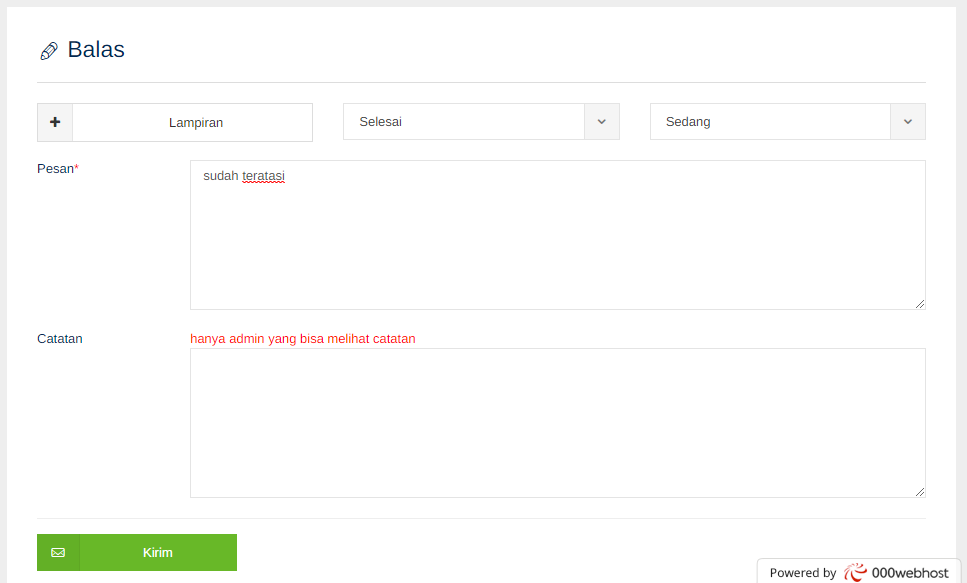 Balas
Lampiran
Selesai
Sedang
Pesan*
sudah teratasi
Catatan
hanya admin yang bisa melihat catatan
Kirim
Powered by 000webhost